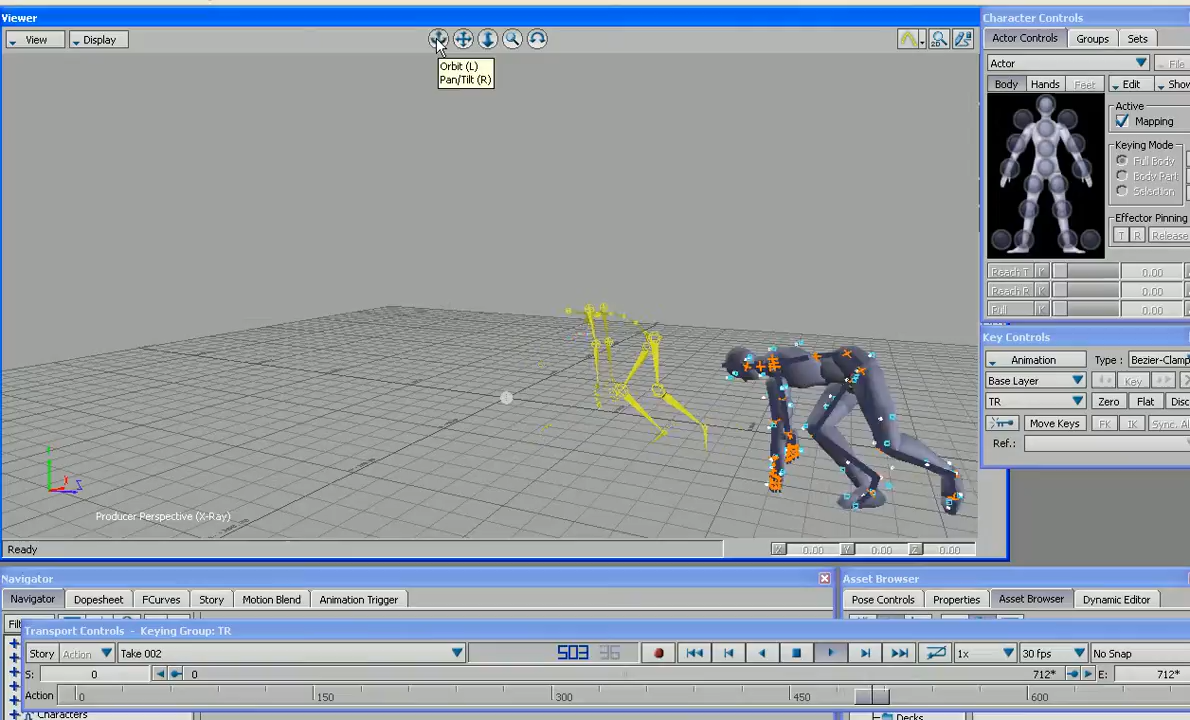 Viewer
View Display
Orbit (L)
Pan/Tilt (R)
Producer Perspective (X-Ray)
Y
X
Z
Ready
X 0.00 Y 0.00 Z 0.00
Character Controls
Actor Controls Groups Sets
Actor File
Body Hands Feet Edit Show
Active
Mapping
Keying Mode
Full Body
Body Part
Selection
Effector Pinning
T R Release
Reach T K 0.00
Reach R K 0.00
Pull 0.00
Key Controls
Animation Type : Bezier-Clamp
Base Layer Key
TR Zero Flat Disc
Move Keys FK IK Sync. Al
Ref.:
Navigator
Navigator Dopesheet FCurves Story Motion Blend Animation Trigger
Filt
Asset Browser
Pose Controls Properties Asset Browser Dynamic Editor
Transport Controls - Keying Group: TR
Story Action Take 002 503 36 1x 30 fps No Snap
S: 0 0 712* E: 712*
Action 0 150 300 450 600
Characters
Decks